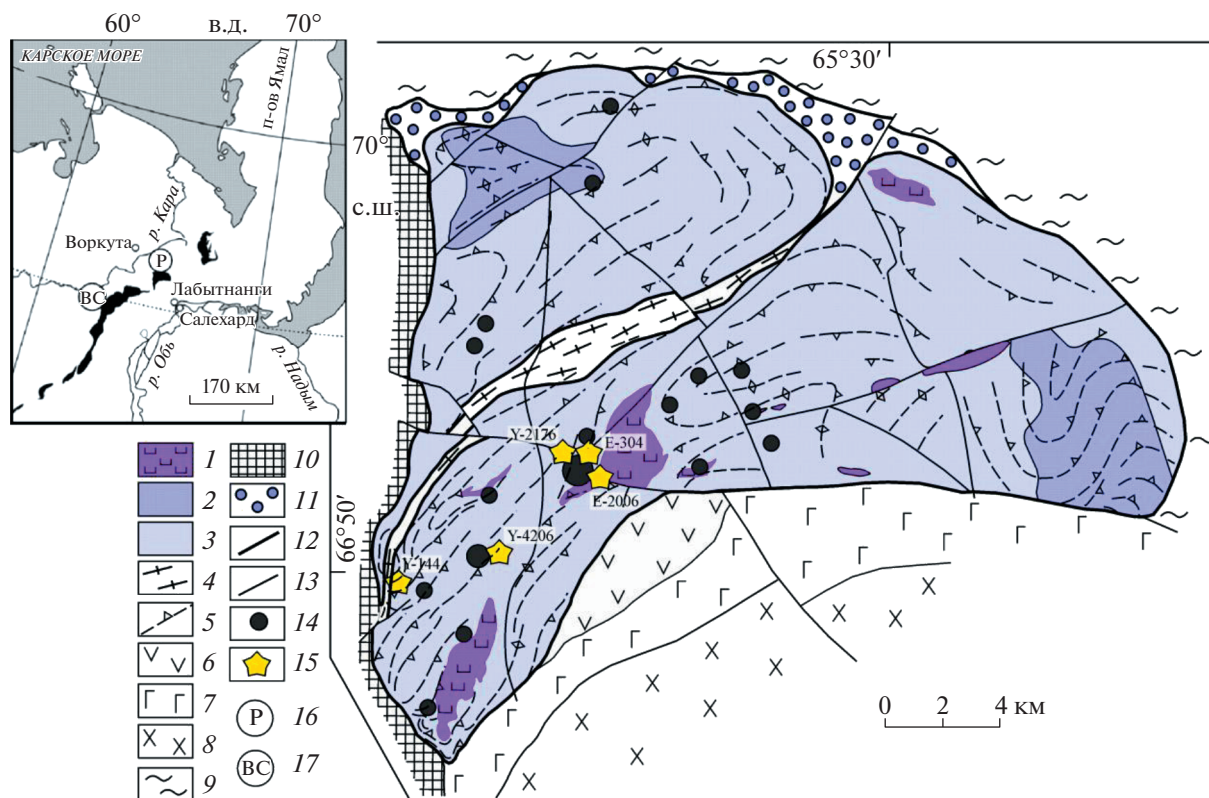 60° в.д. 70°
КАРСКОЕ МОРЕ
п-ов Ямал
р. Кара
Воркута
Р
ВС
Лабытнанги
Салехард
р. Обь
р. Надым
170 км
65°30′
70°
с.ш.
66°50′
Y-2176
E-304
E-2006
Y-4206
Y-144
0 2 4 км
1
2
3
4
5
6
7
8
9
10
11
12
13
14
15
Р 16
ВС 17